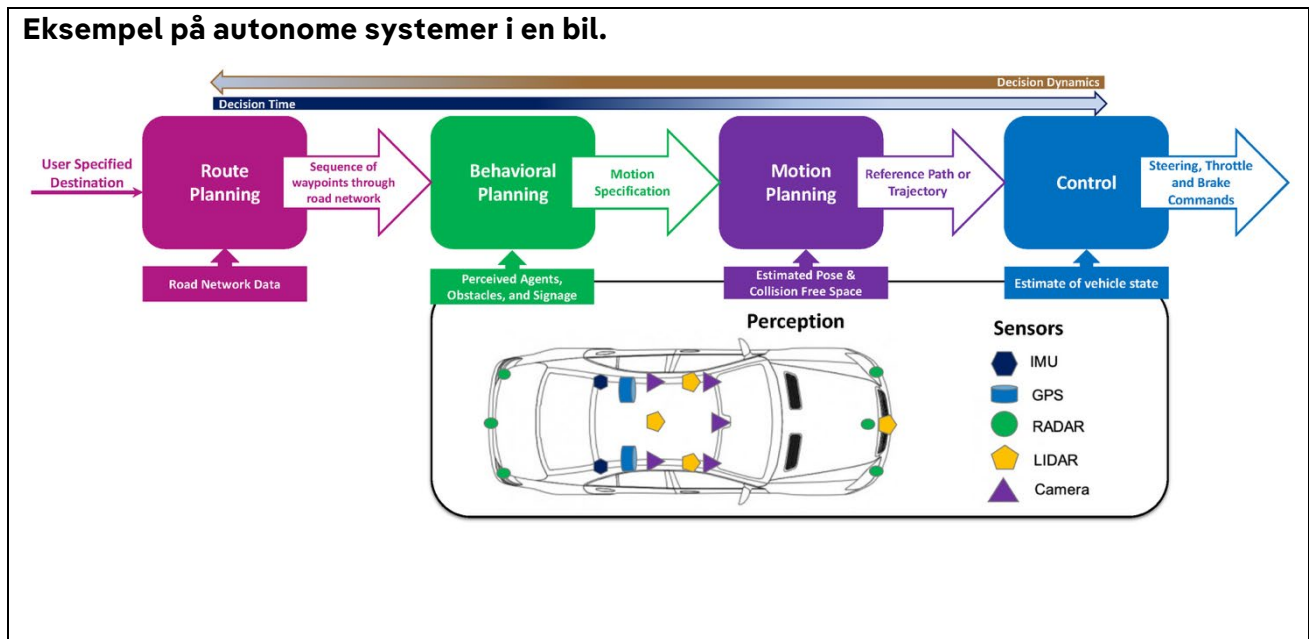 Eksempel på autonome systemer i en bil.
Decision Dynamics
Decision Time
User Specified
Destination
Route
Planning
Sequence of
waypoints through
road network
Behavioral
Planning
Motion
Specification
Motion
Planning
Reference Path or
Trajectory
Control
Steering, Throttle
and Brake
Commands
Road Network Data
Perceived Agents,
Obstacles, and Signage
Estimated Pose &
Collision Free Space
Estimate of vehicle state
Perception
Sensors
IMU
GPS
RADAR
LIDAR
Camera